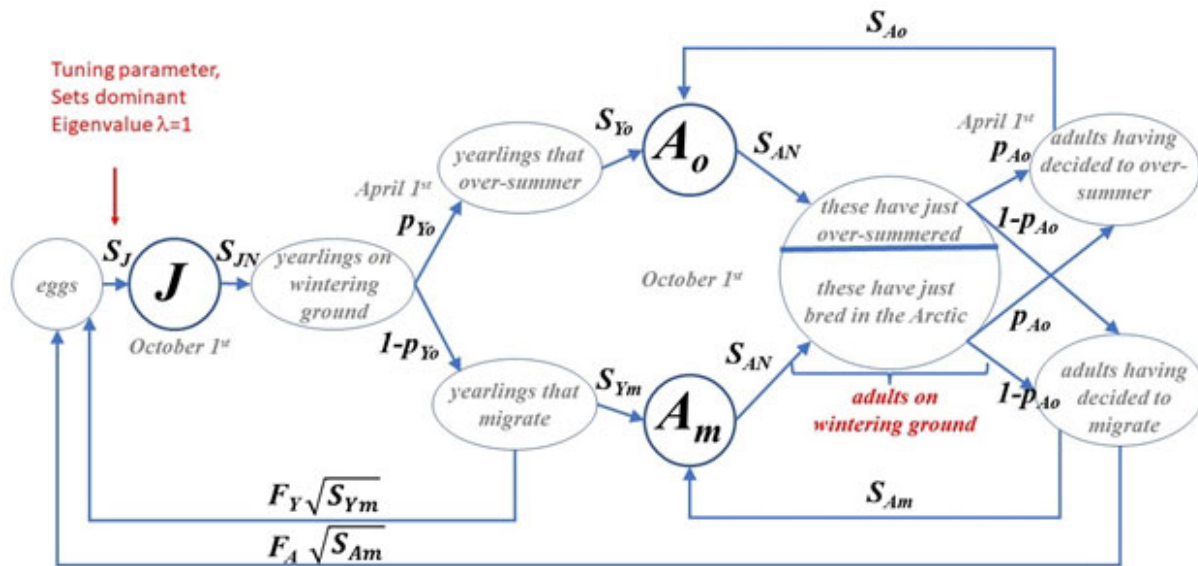 Tuning parameter,
Sets dominant
Eigenvalue λ=1
eggs
S_J
J
October 1st
S_JN
yearlings on
wintering
ground
April 1st
p_Yo
1-p_Yo
yearlings that
over-summer
yearlings that
migrate
S_Yo
S_Ym
A_o
A_m
S_AN
S_AN
October 1st
these have just
over-summered
these have just
bred in the Arctic
adults on
wintering ground
April 1st
p_Ao
1-p_Ao
p_Ao
1-p_Ao
adults having
decided to over-
summer
adults having
decided to
migrate
S_Ao
S_Am
F_Y √S_Ym
F_A √S_Am